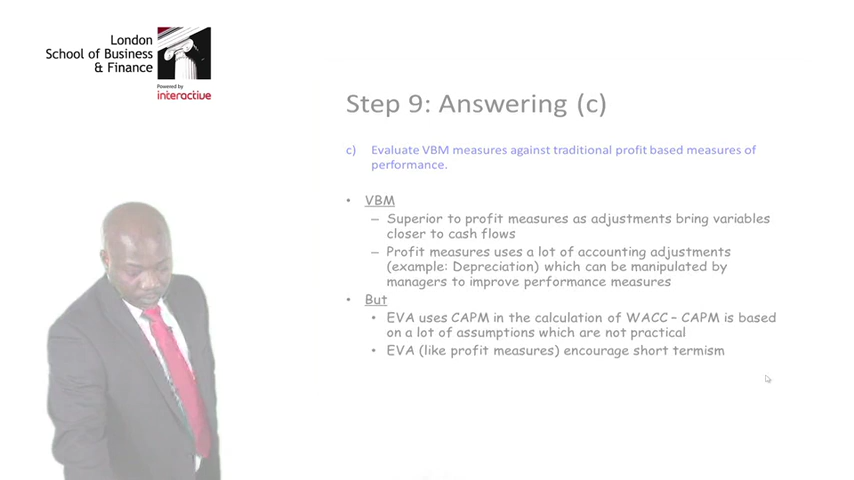 London
School of Business
& Finance
Powered by
interactive
Step 9: Answering (c)
c) Evaluate VBM measures against traditional profit based measures of
performance.
• VBM
– Superior to profit measures as adjustments bring variables
closer to cash flows
– Profit measures uses a lot of accounting adjustments
(example: Depreciation) which can be manipulated by
managers to improve performance measures
• But
• EVA uses CAPM in the calculation of WACC – CAPM is based
on a lot of assumptions which are not practical
• EVA (like profit measures) encourage short termism